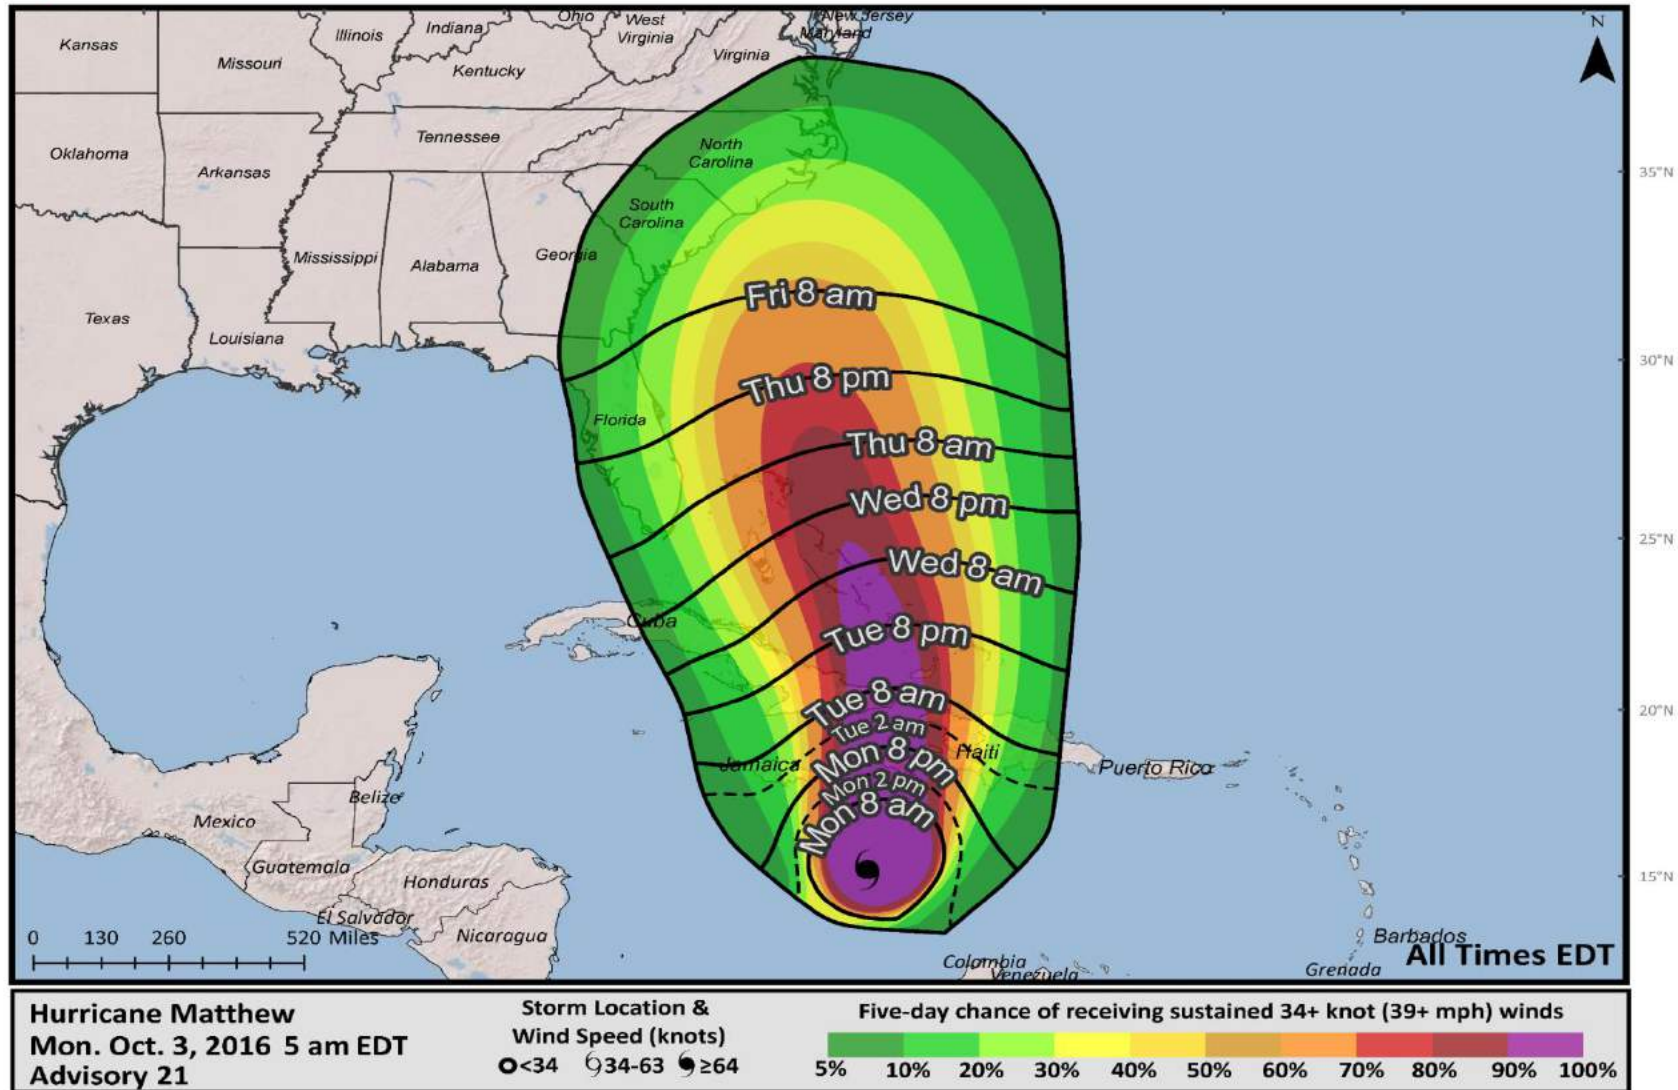 Ohio
West
Virginia
New Jersey
Maryland
N
Kansas
Illinois
Indiana
Missouri
Kentucky
Virginia
Oklahoma
Arkansas
Tennessee
North
Carolina
35°N
South
Carolina
Mississippi
Alabama
Georgia
Texas
Louisiana
Fri 8 am
30°N
Thu 8 pm
Florida
Thu 8 am
Wed 8 pm
25°N
Wed 8 am
Cuba
Tue 8 pm
Tue 8 am
20°N
Tue 2 am
Jamaica
Mon 8 pm
Haiti
Puerto Rico
Mon 2 pm
Mon 8 am
Belize
Mexico
Guatemala
Honduras
15°N
El Salvador
Nicaragua
0 130 260 520 Miles
Colombia
Venezuela
Barbados
Grenada
All Times EDT
Hurricane Matthew
Mon. Oct. 3, 2016 5 am EDT
Advisory 21
Storm Location &
Wind Speed (knots)
<34 34-63 ≥64
Five-day chance of receiving sustained 34+ knot (39+ mph) winds
5% 10% 20% 30% 40% 50% 60% 70% 80% 90% 100%